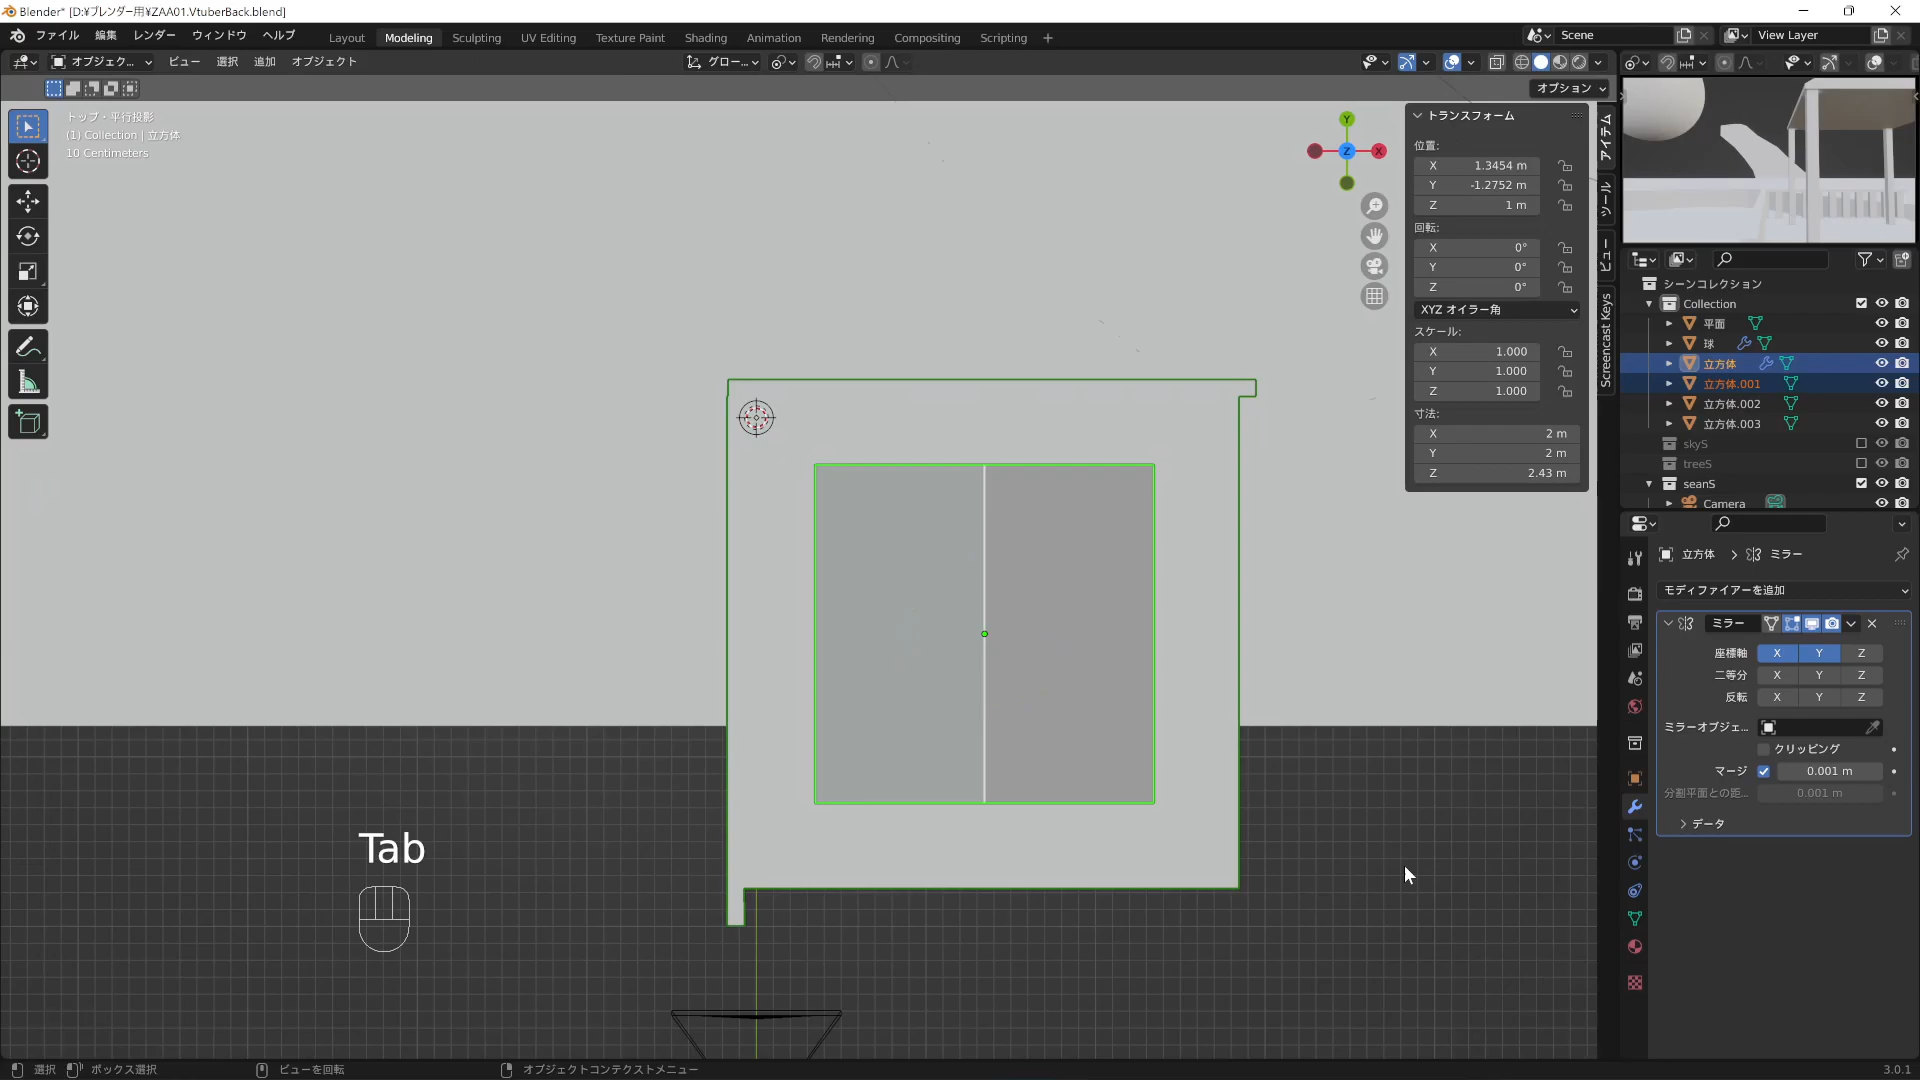 Blender* [D:¥ブレンダー用¥ZAA01.VtuberBack.blend]
ファイル 編集 レンダー ウィンドウ ヘルプ Layout Modeling Sculpting UV Editing Texture Paint Shading Animation Rendering Compositing Scripting + Scene View Layer
オブジェク... ビュー 選択 追加 オブジェクト グロー...
オプション
トップ・平行投影
(1) Collection | 立方体
10 Centimeters
Y
X
Z
トランスフォーム
位置:
X 1.3454 m
Y -1.2752 m
Z 1 m
回転:
X 0°
Y 0°
Z 0°
XYZ オイラー角
スケール:
X 1.000
Y 1.000
Z 1.000
寸法:
X 2 m
Y 2 m
Z 2.43 m
アイテム
ツール
ビュー
Screencast Keys
シーンコレクション
Collection
平面
球
立方体
立方体.001
立方体.002
立方体.003
skyS
treeS
seanS
Camera
立方体 > ミラー
モディファイアーを追加
ミラー
座標軸 X Y Z
二等分 X Y Z
反転 X Y Z
ミラーオブジェ...
クリッピング
マージ 0.001 m
分割平面との距... 0.001 m
データ
Tab
選択 ボックス選択 ビューを回転 オブジェクトコンテクストメニュー 3.0.1